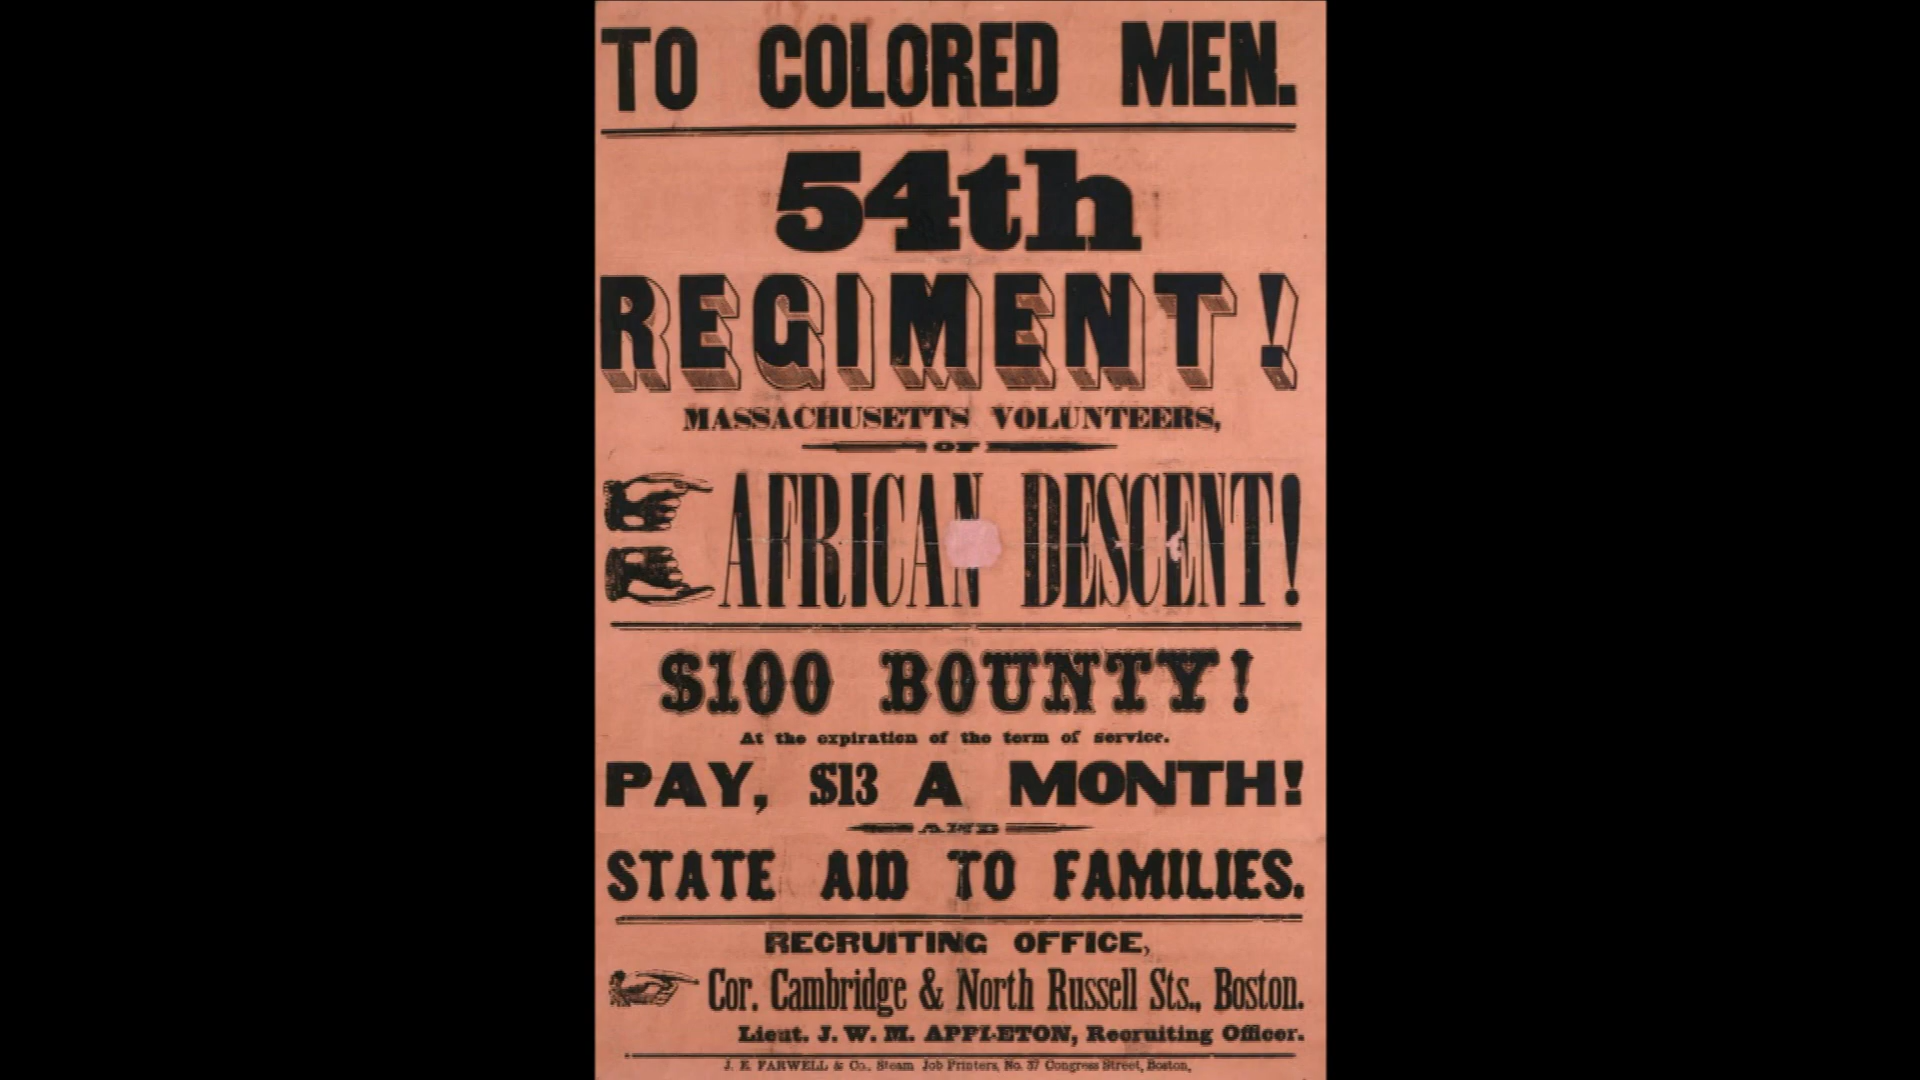 TO COLORED MEN.
54th
REGIMENT!
MASSACHUSETTS VOLUNTEERS,
OF
AFRICAN DESCENT!
$100 BOUNTY!
At the expiration of the term of service.
PAY, $13 A MONTH!
AND
STATE AID TO FAMILIES.
RECRUITING OFFICE,
Cor. Cambridge & North Russell Sts., Boston.
Lieut. J. W. M. APPLETON, Recruiting Officer.
J. E. FARWELL & Co., Steam Job Printers, No. 37 Congress Street, Boston,